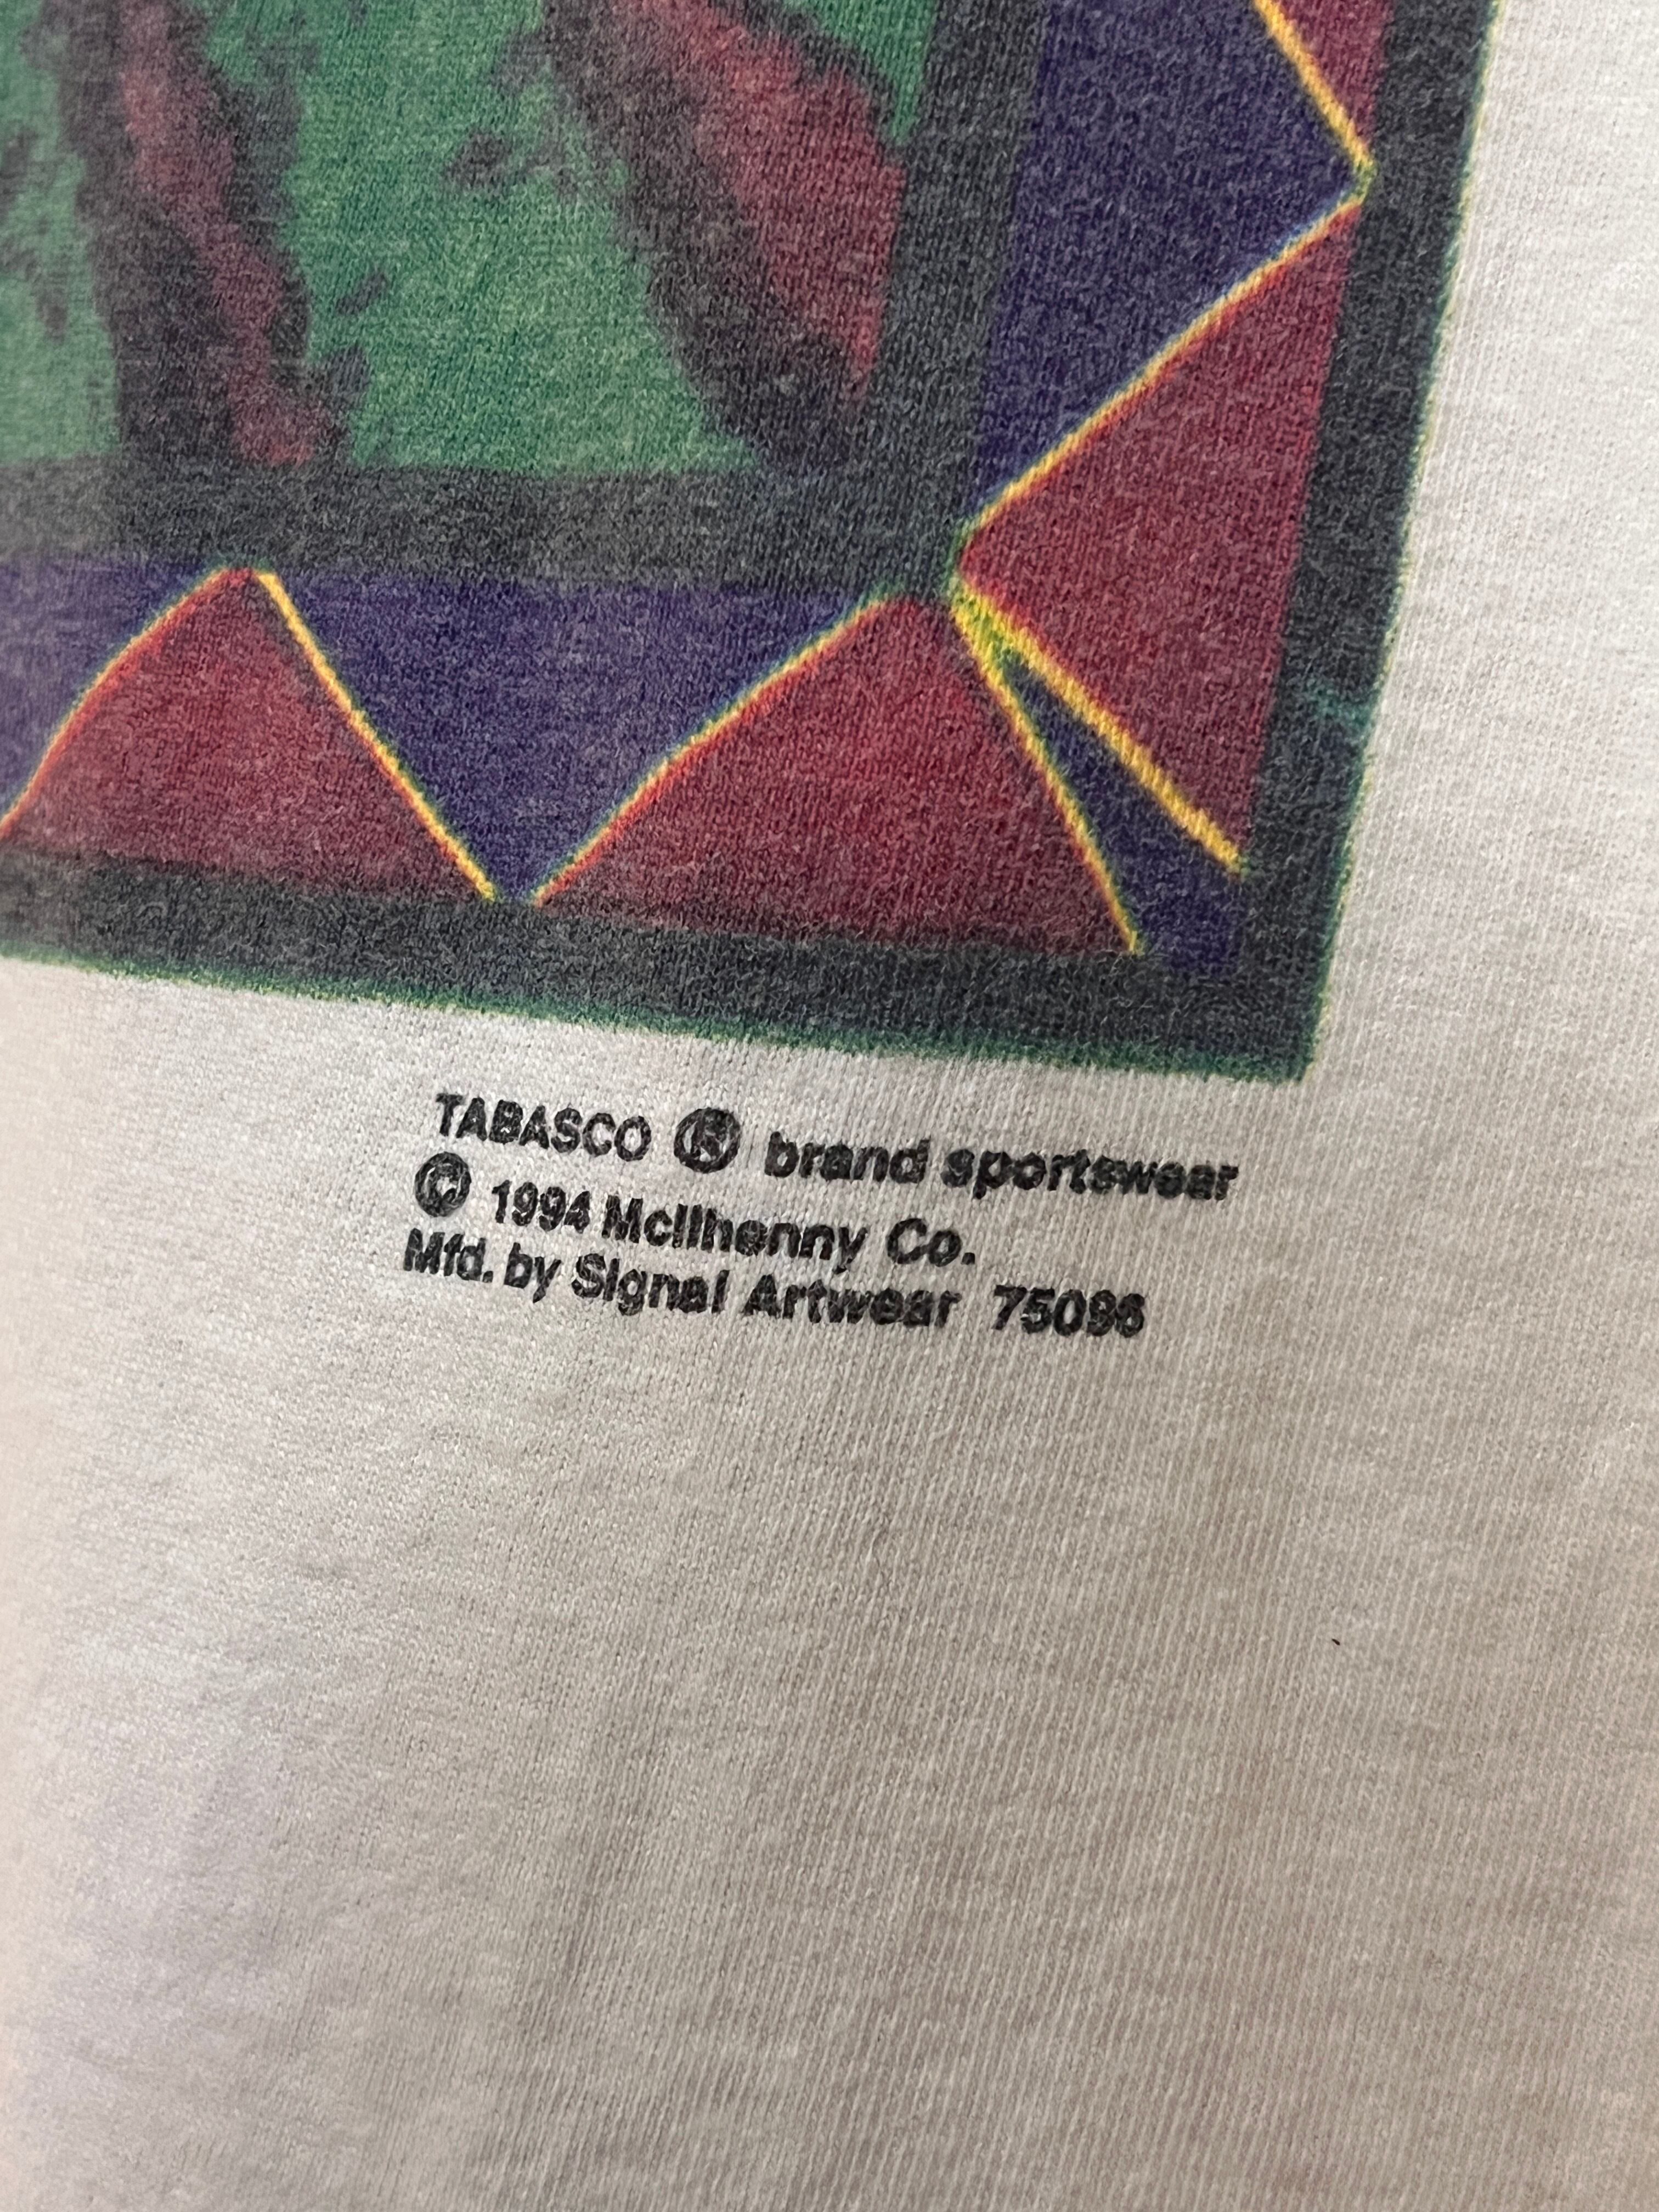 TABASCO ® brand sportswear
© 1994 McIlhenny Co.
Mfd. by Signal Artwear 75096